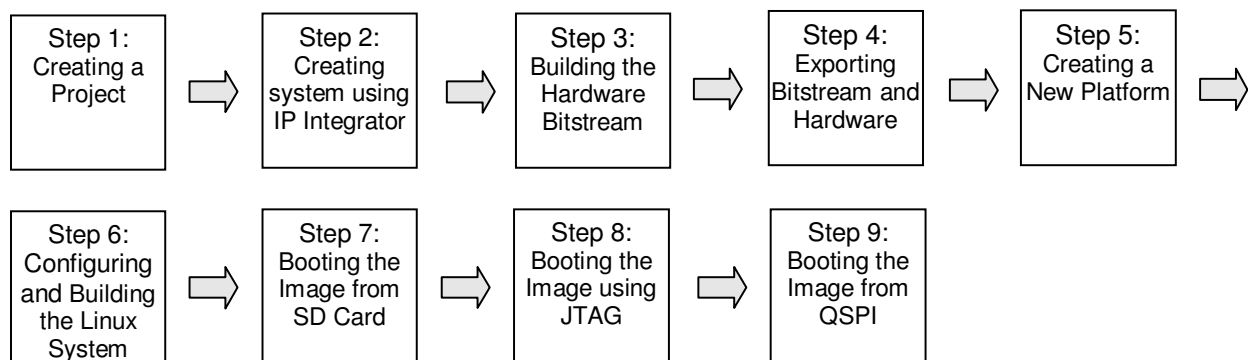 Step 1:
Creating a
Project
Step 2:
Creating
system using
IP Integrator
Step 3:
Building the
Hardware
Bitstream
Step 4:
Exporting
Bitstream and
Hardware
Step 5:
Creating a
New Platform
Step 6:
Configuring
and Building
the Linux
System
Step 7:
Booting the
Image from
SD Card
Step 8:
Booting the
Image using
JTAG
Step 9:
Booting the
Image from
QSPI